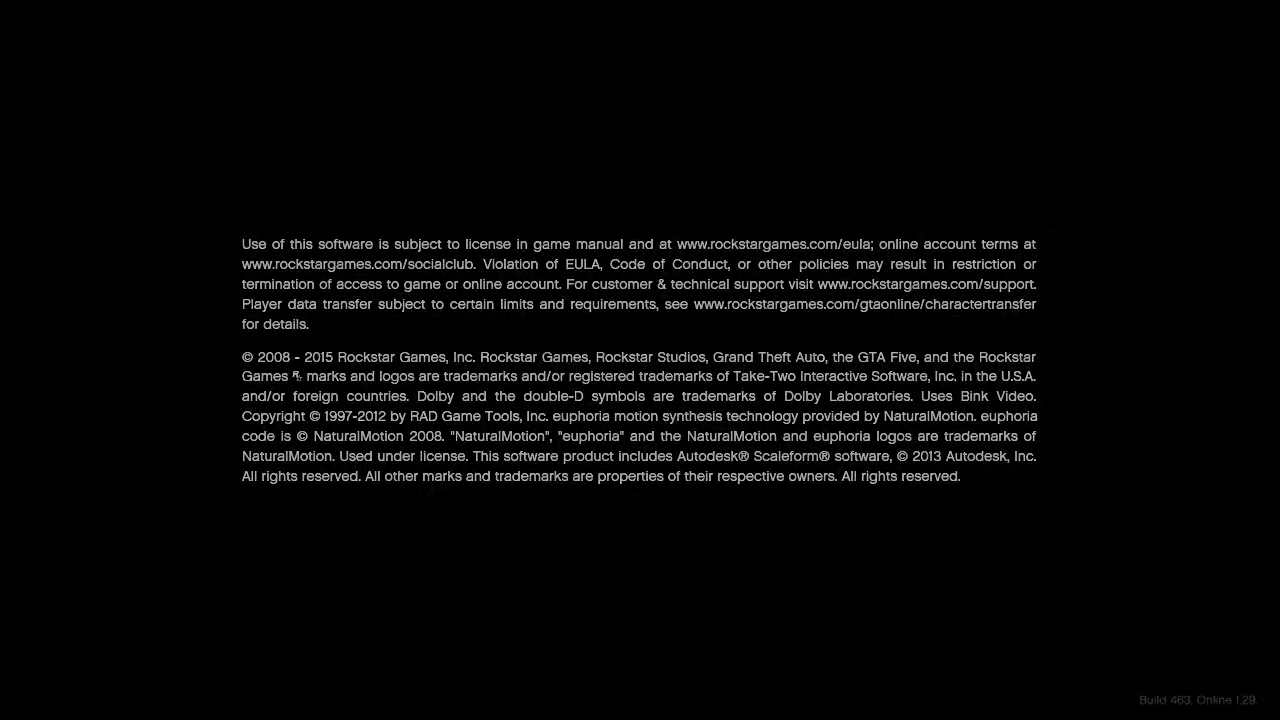 Use of this software is subject to license in game manual and at www.rockstargames.com/eula; online account terms at
www.rockstargames.com/socialclub. Violation of EULA, Code of Conduct, or other policies may result in restriction or
termination of access to game or online account. For customer & technical support visit www.rockstargames.com/support.
Player data transfer subject to certain limits and requirements, see www.rockstargames.com/gtaonline/charactertransfer
for details.
© 2008 - 2015 Rockstar Games, Inc. Rockstar Games, Rockstar Studios, Grand Theft Auto, the GTA Five, and the Rockstar
Games R* marks and logos are trademarks and/or registered trademarks of Take-Two Interactive Software, Inc. in the U.S.A.
and/or foreign countries. Dolby and the double-D symbols are trademarks of Dolby Laboratories. Uses Bink Video.
Copyright © 1997-2012 by RAD Game Tools, Inc. euphoria motion synthesis technology provided by NaturalMotion. euphoria
code is © NaturalMotion 2008. "NaturalMotion", "euphoria" and the NaturalMotion and euphoria logos are trademarks of
NaturalMotion. Used under license. This software product includes Autodesk® Scaleform® software, © 2013 Autodesk, Inc.
All rights reserved. All other marks and trademarks are properties of their respective owners. All rights reserved.
Build 463, Online 1.29